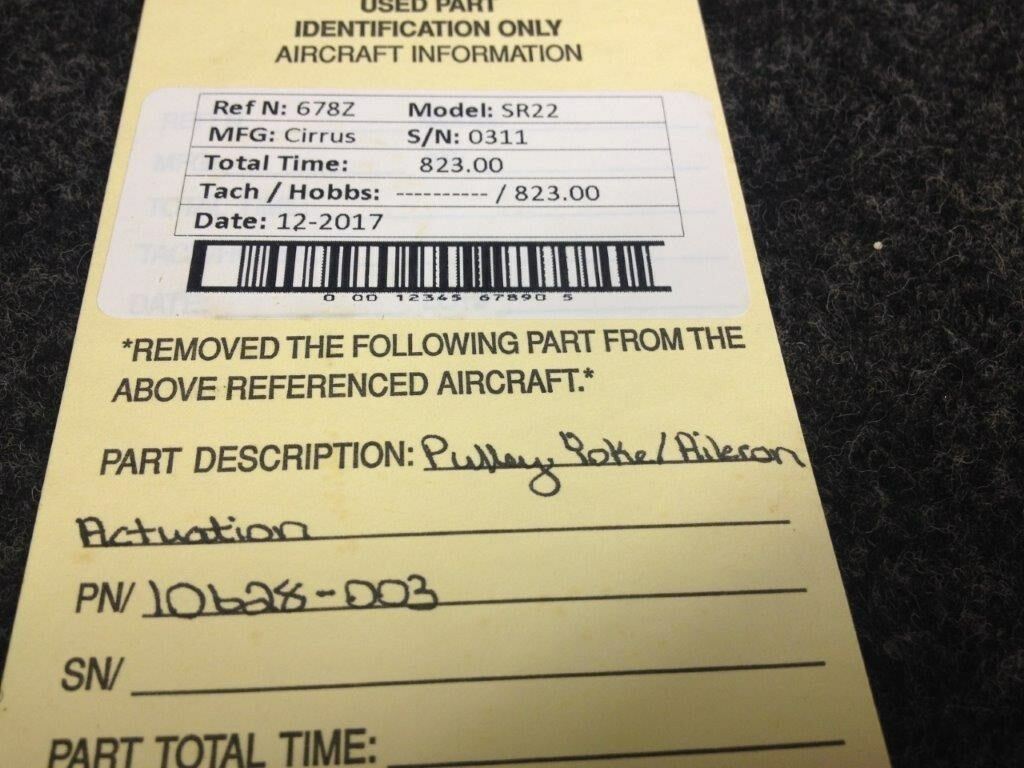 USED PART
IDENTIFICATION ONLY
AIRCRAFT INFORMATION
Ref N: 678Z Model: SR22
MFG: Cirrus S/N: 0311
Total Time: 823.00
Tach / Hobbs: ---------- / 823.00
Date: 12-2017
0 00 12345 67890 5
*REMOVED THE FOLLOWING PART FROM THE
ABOVE REFERENCED AIRCRAFT.*
PART DESCRIPTION: Pulley, Yoke/Aileron
Actuation
PN/ 10628-003
SN/
PART TOTAL TIME: